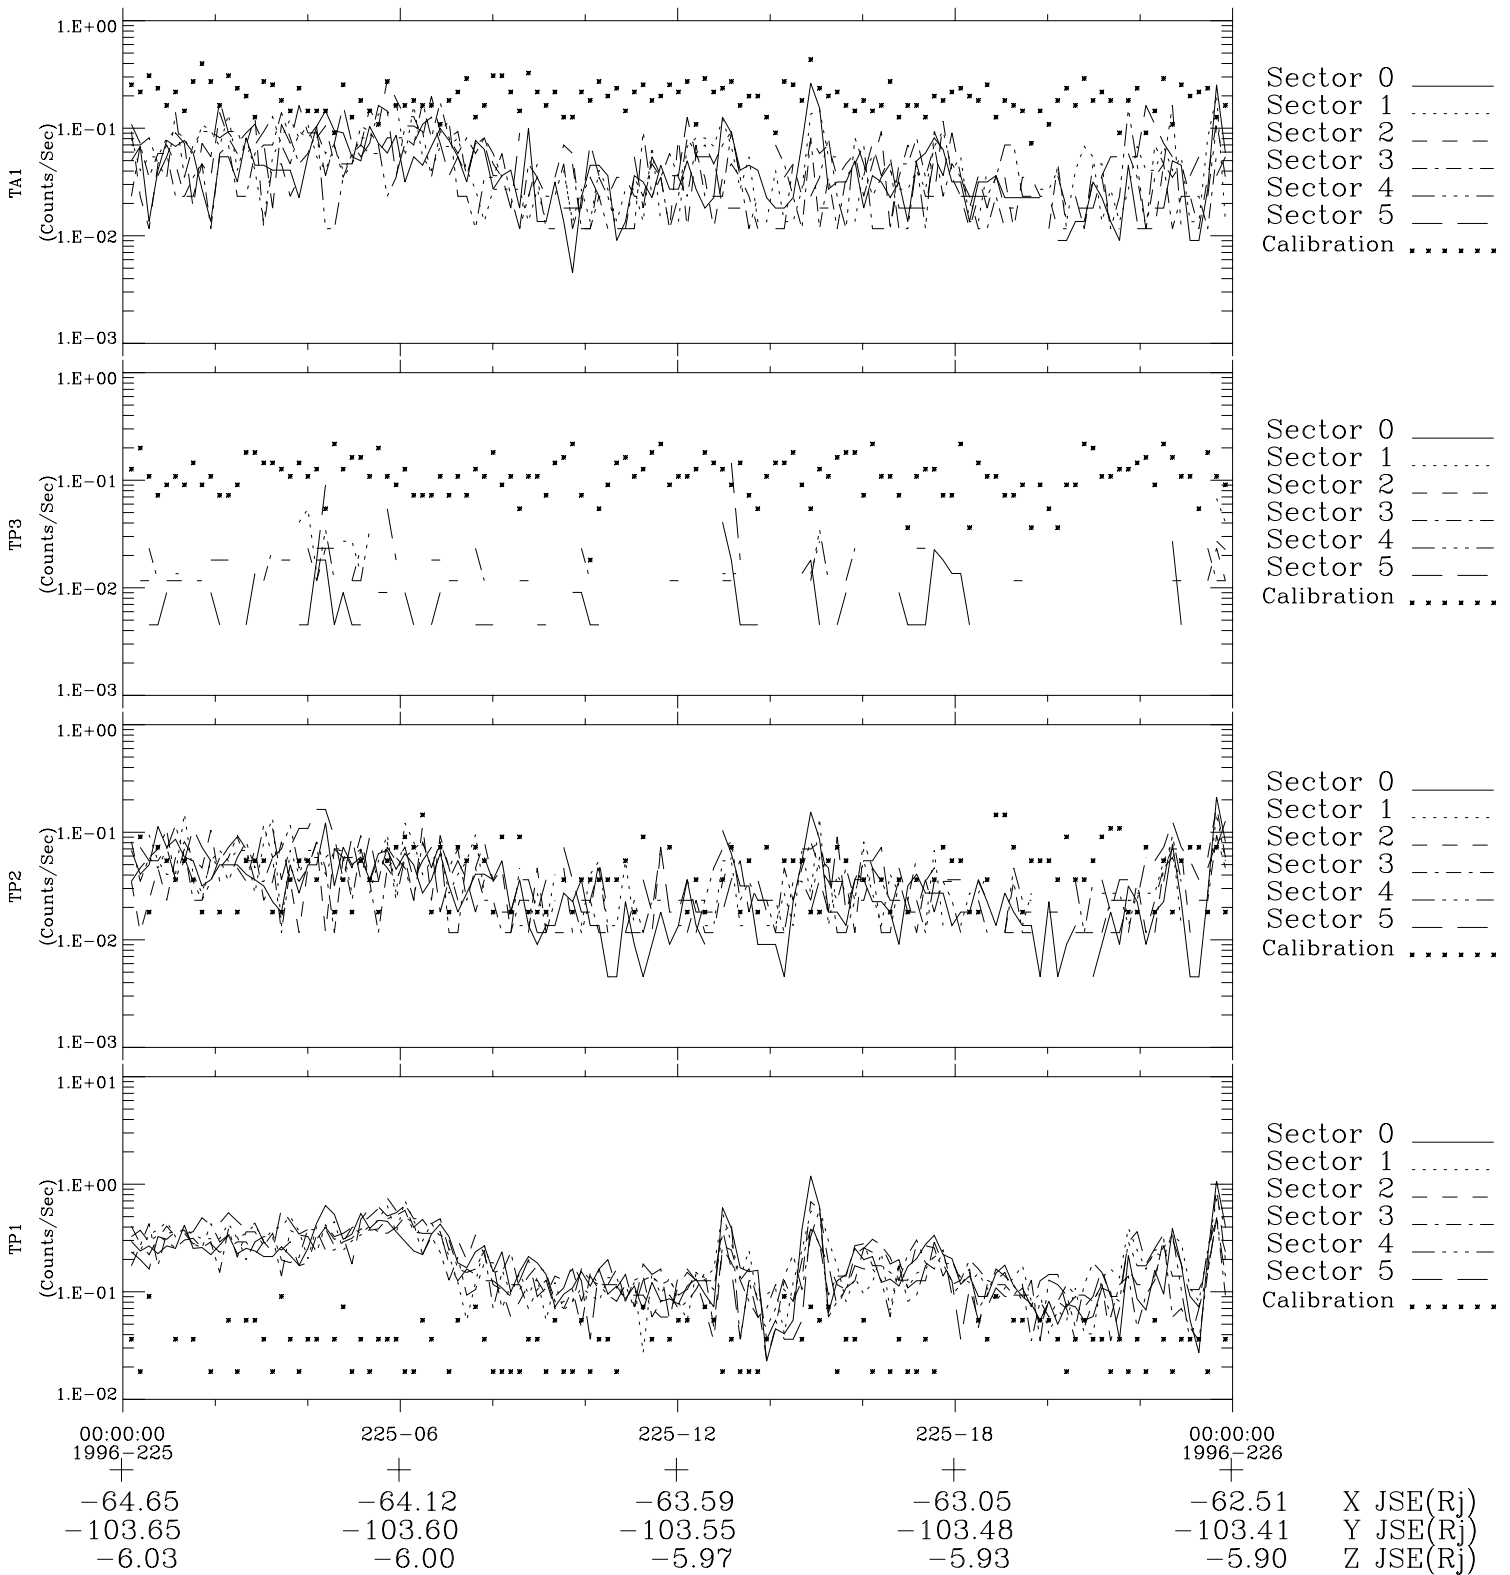 1.E+00
1.E-01
1.E-02
1.E-03
TA1
(Counts/Sec)
Sector 0
Sector 1
Sector 2
Sector 3
Sector 4
Sector 5
Calibration
1.E+00
1.E-01
1.E-02
1.E-03
TP3
(Counts/Sec)
Sector 0
Sector 1
Sector 2
Sector 3
Sector 4
Sector 5
Calibration
1.E+00
1.E-01
1.E-02
1.E-03
TP2
(Counts/Sec)
Sector 0
Sector 1
Sector 2
Sector 3
Sector 4
Sector 5
Calibration
1.E+01
1.E+00
1.E-01
1.E-02
TP1
(Counts/Sec)
Sector 0
Sector 1
Sector 2
Sector 3
Sector 4
Sector 5
Calibration
00:00:00 225-06 225-12 225-18 00:00:00
1996-225 1996-226
-64.65 -64.12 -63.59 -63.05 -62.51 X JSE(Rj)
-103.65 -103.60 -103.55 -103.48 -103.41 Y JSE(Rj)
-6.03 -6.00 -5.97 -5.93 -5.90 Z JSE(Rj)